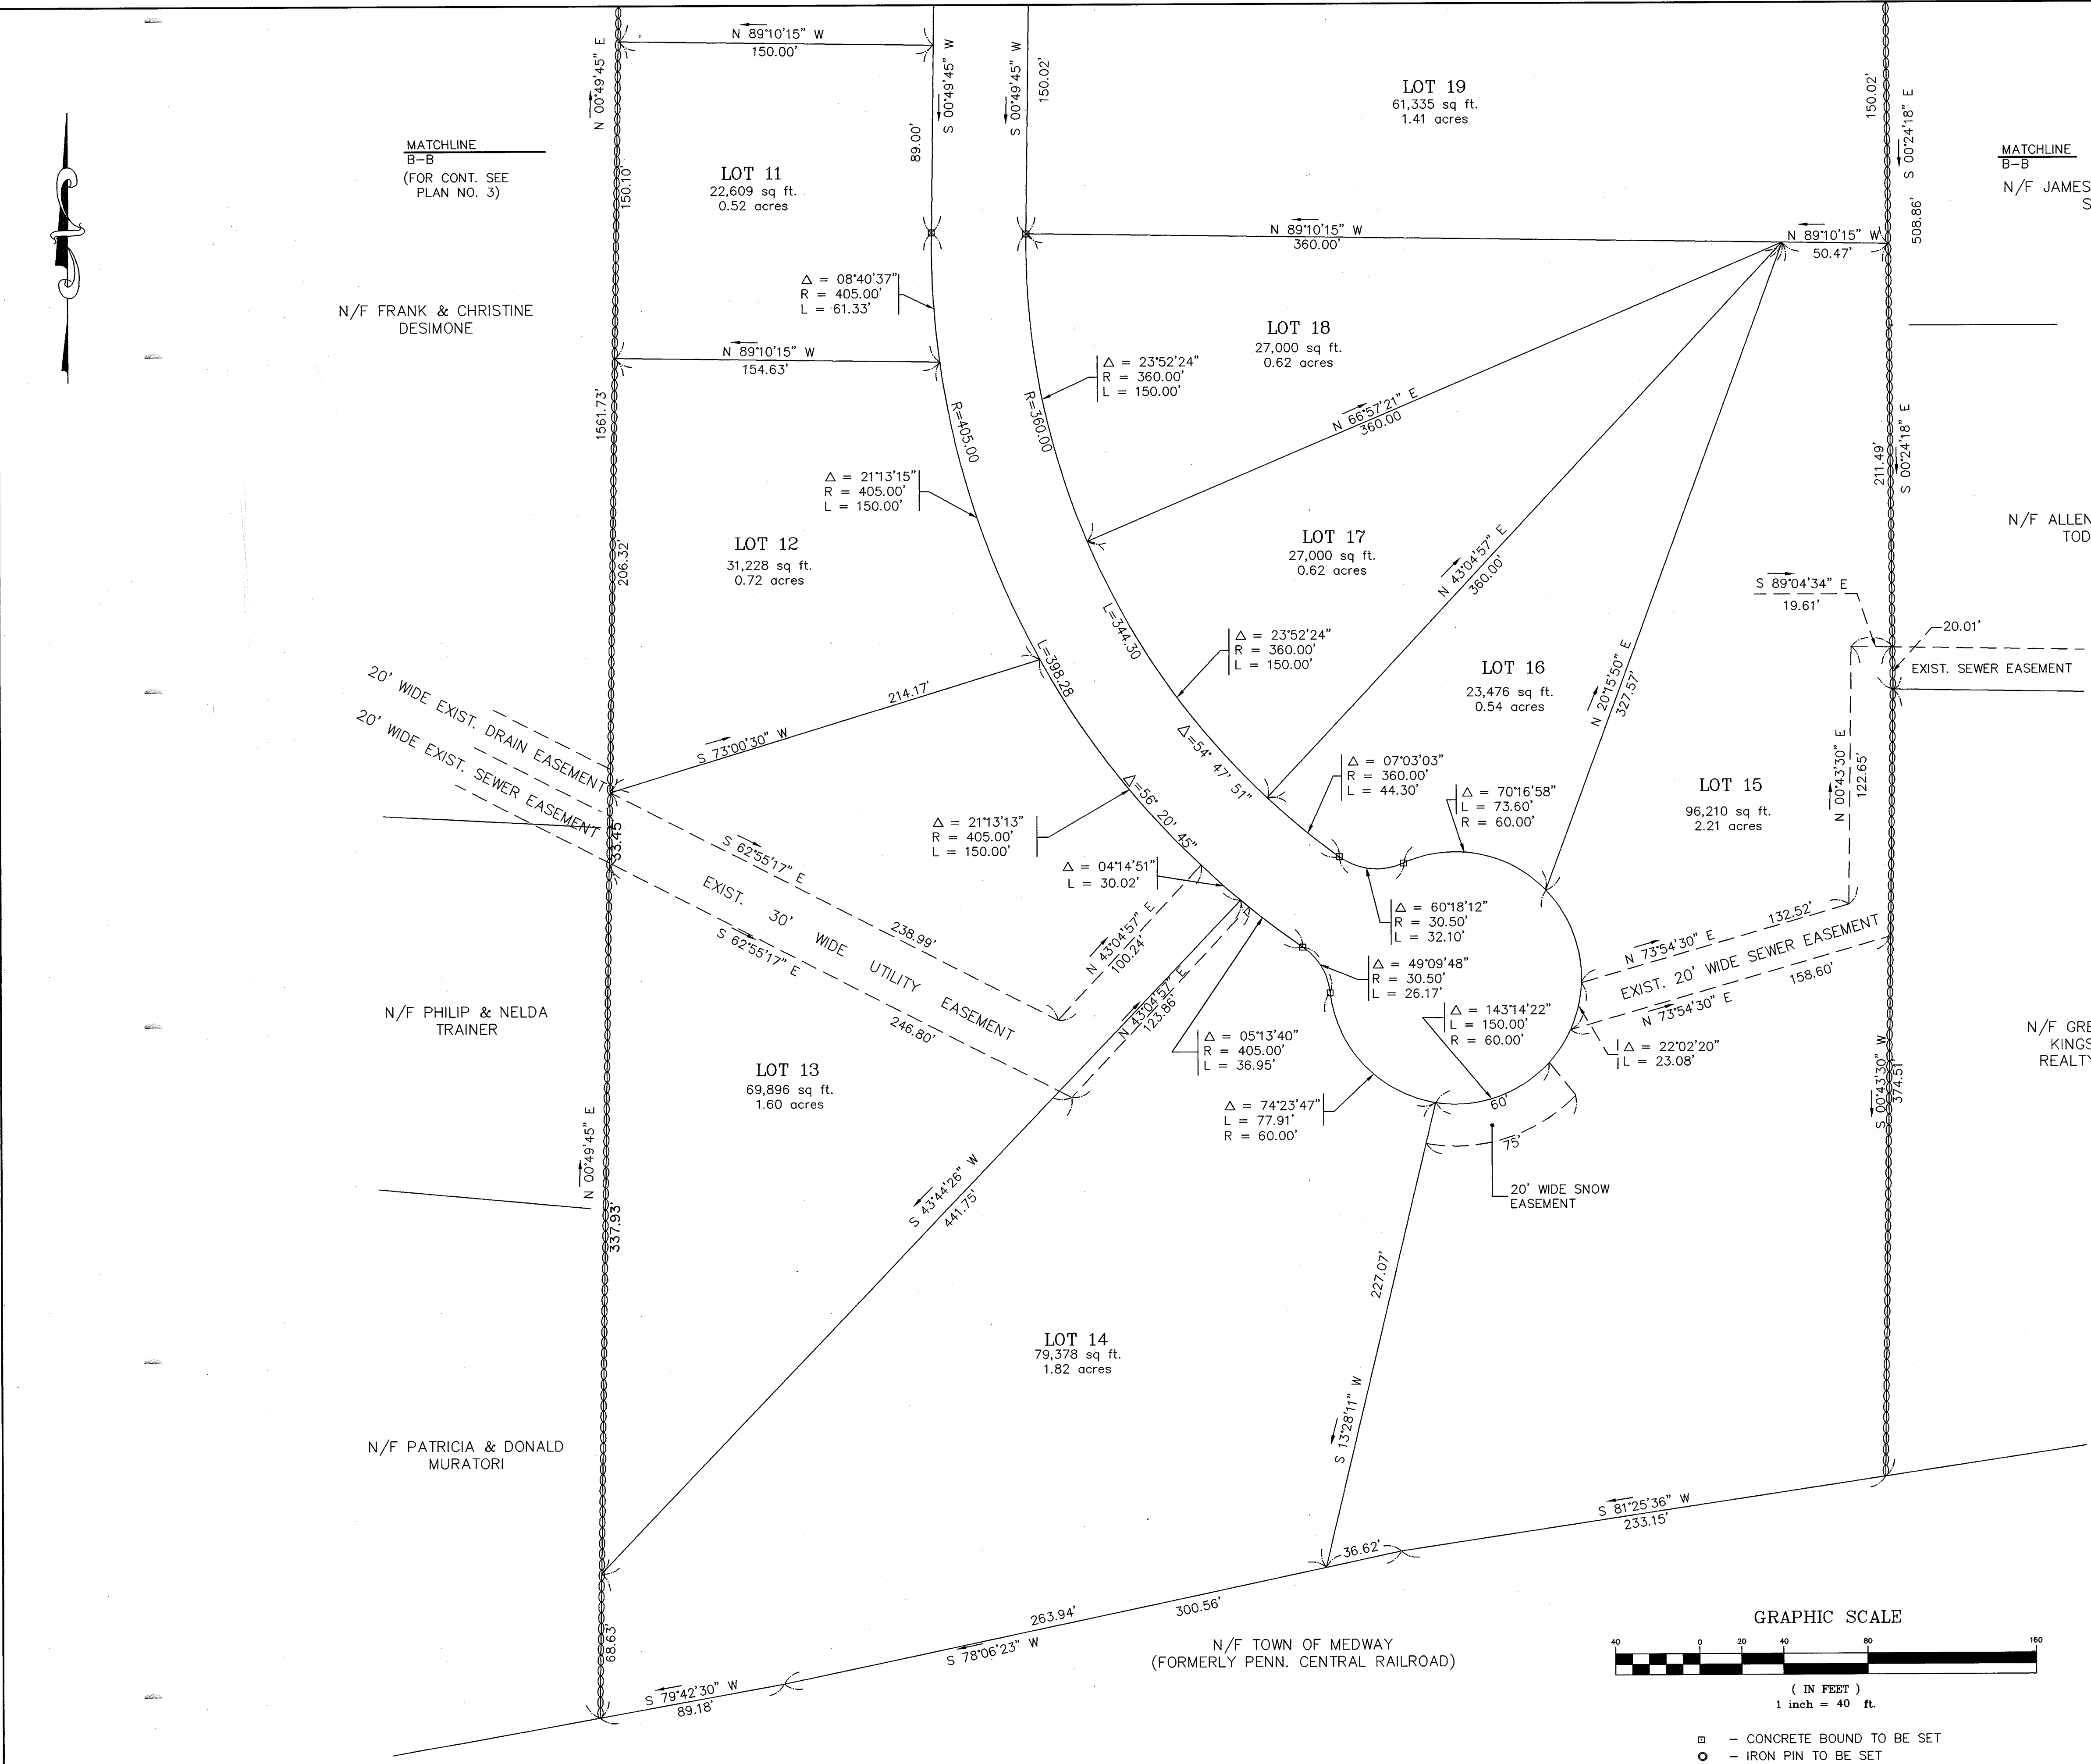 N 89°10'15" W
150.00'
N 00°49'45" E
S 00°49'45" W
S 00°49'45" W
150.02'
89.00'
150.10'
LOT 19
61,335 sq ft.
1.41 acres
150.02'
S 00°24'18" E
508.86'
MATCHLINE
B-B
(FOR CONT. SEE
PLAN NO. 3)
MATCHLINE
B-B
N/F JAMES
S
LOT 11
22,609 sq ft.
0.52 acres
N 89°10'15" W
360.00'
N 89°10'15" W
50.47'
N/F FRANK & CHRISTINE
DESIMONE
Δ = 08°40'37"
R = 405.00'
L = 61.33'
N 89°10'15" W
154.63'
1561.73'
LOT 18
27,000 sq ft.
0.62 acres
Δ = 23°52'24"
R = 360.00'
L = 150.00'
R=405.00
R=360.00
N 66°57'21" E
360.00
211.49'
S 00°24'18" E
Δ = 21°13'15"
R = 405.00'
L = 150.00'
LOT 12
31,228 sq ft.
0.72 acres
206.32'
LOT 17
27,000 sq ft.
0.62 acres
N 43°04'57" E
360.00'
N/F ALLEN
TOD
S 89°04'34" E
19.61'
20.01'
EXIST. SEWER EASEMENT
L=344.30
L=398.28
Δ = 23°52'24"
R = 360.00'
L = 150.00'
LOT 16
23,476 sq ft.
0.54 acres
N 20°15'50" E
327.57'
20' WIDE EXIST. DRAIN EASEMENT
20' WIDE EXIST. SEWER EASEMENT
214.17'
S 73°00'30" W
33.45'
Δ=54° 47' 51"
Δ=56° 20' 45"
Δ = 07°03'03"
R = 360.00'
L = 44.30'
Δ = 70°16'58"
L = 73.60'
R = 60.00'
LOT 15
96,210 sq ft.
2.21 acres
N 00°43'30" E
122.65'
Δ = 21°13'13"
R = 405.00'
L = 150.00'
Δ = 04°14'51"
L = 30.02'
S 62°55'17" E
238.99'
EXIST. 30' WIDE UTILITY EASEMENT
S 62°55'17" E
246.80'
N 43°04'57" E
100.24'
N 43°04'57" E
123.86'
Δ = 60°18'12"
R = 30.50'
L = 32.10'
Δ = 49°09'48"
R = 30.50'
L = 26.17'
Δ = 143°14'22"
L = 150.00'
R = 60.00'
N 73°54'30" E
132.52'
EXIST. 20' WIDE SEWER EASEMENT
N 73°54'30" E
158.60'
Δ = 22°02'20"
L = 23.08'
N/F PHILIP & NELDA
TRAINER
LOT 13
69,896 sq ft.
1.60 acres
Δ = 05°13'40"
R = 405.00'
L = 36.95'
Δ = 74°23'47"
L = 77.91'
R = 60.00'
60'
75'
20' WIDE SNOW
EASEMENT
S 00°43'30" W
374.51'
N/F GRE
KINGS
REALTY
N 00°49'45" E
337.93'
S 43°44'26" W
441.75'
227.07'
S 13°28'11" W
LOT 14
79,378 sq ft.
1.82 acres
N/F PATRICIA & DONALD
MURATORI
S 81°25'36" W
233.15'
36.62'
263.94'
300.56'
S 78°06'23" W
68.63'
S 79°42'30" W
89.18'
N/F TOWN OF MEDWAY
(FORMERLY PENN. CENTRAL RAILROAD)
GRAPHIC SCALE
40 0 20 40 80 160
( IN FEET )
1 inch = 40 ft.
- CONCRETE BOUND TO BE SET
- IRON PIN TO BE SET